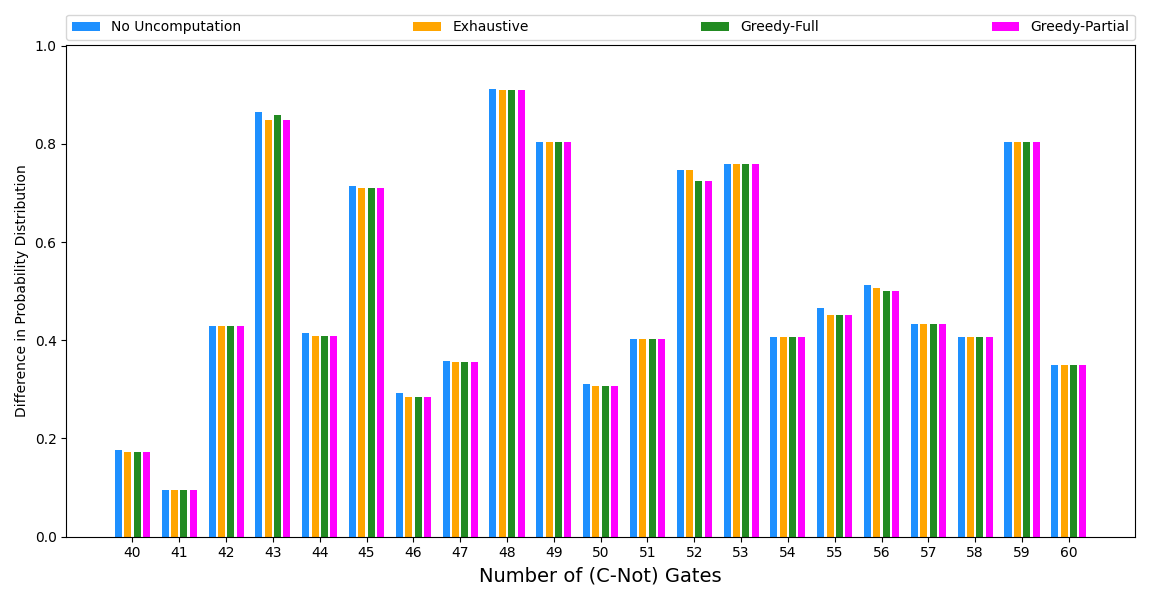 No Uncomputation Exhaustive Greedy-Full Greedy-Partial
1.0
0.8
0.6
0.4
0.2
0.0
Difference in Probability Distribution
40 41 42 43 44 45 46 47 48 49 50 51 52 53 54 55 56 57 58 59 60
Number of (C-Not) Gates